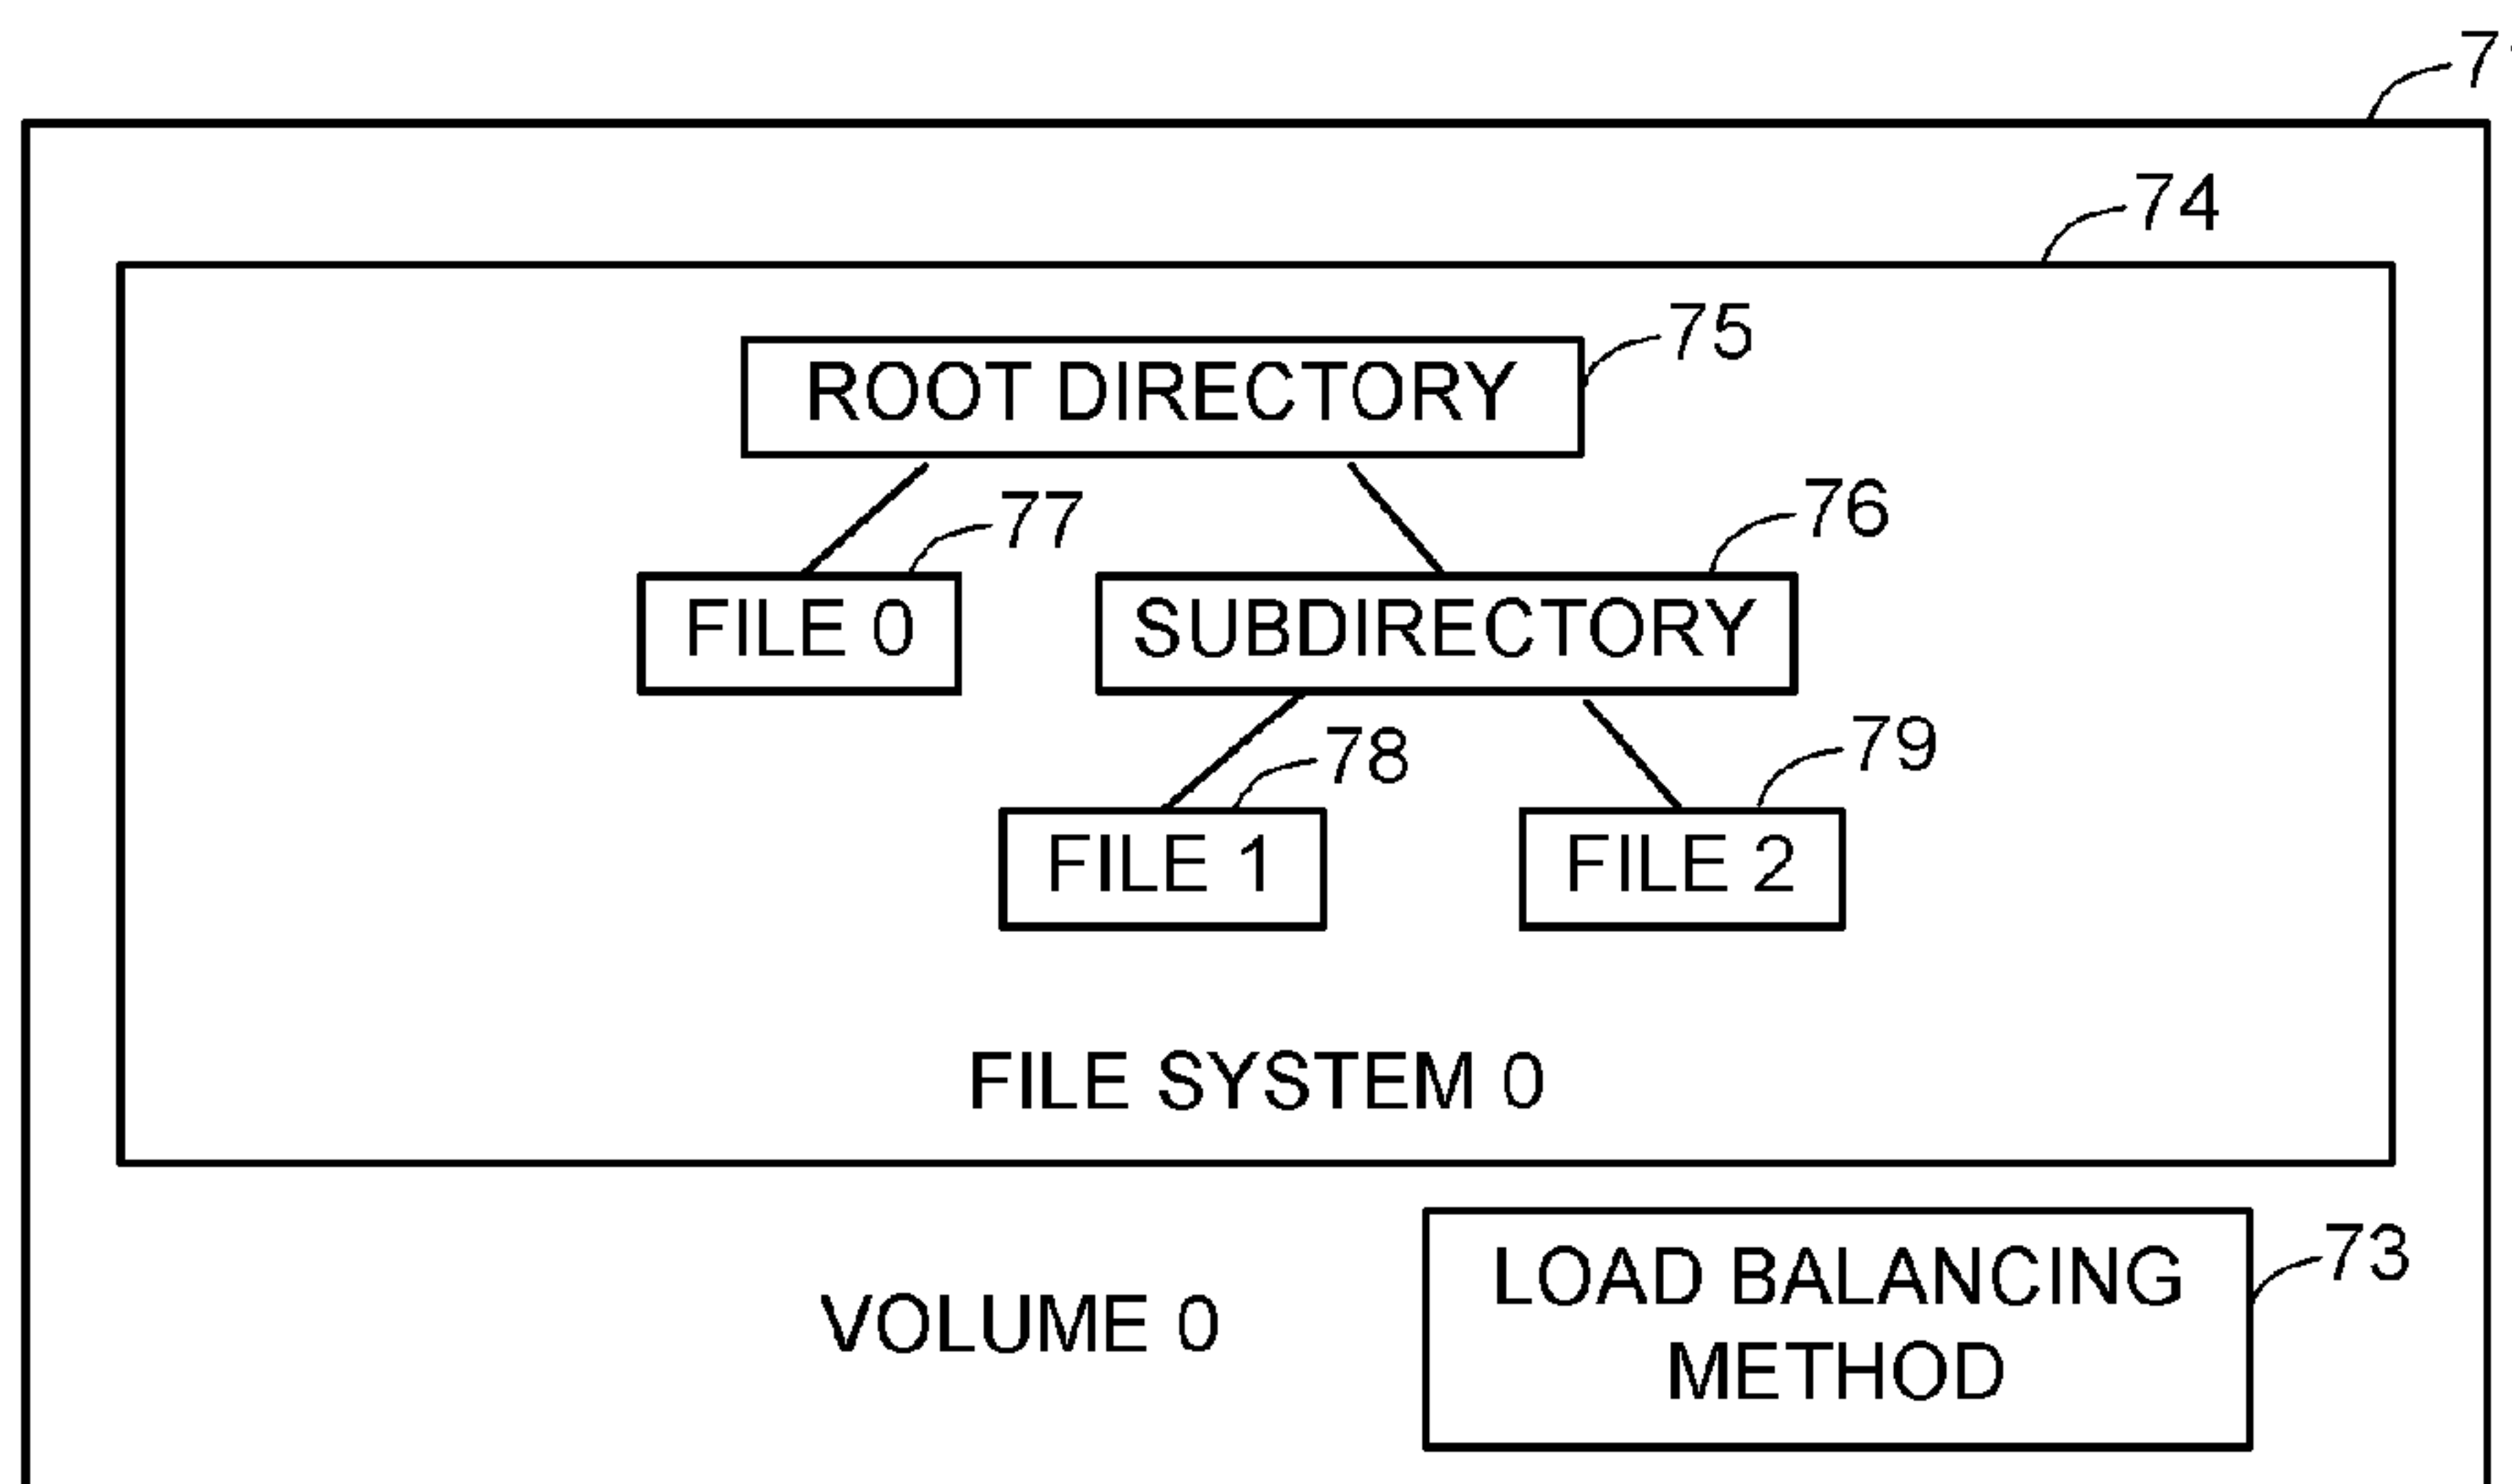 74
ROOT DIRECTORY
75
77
76
FILE 0
SUBDIRECTORY
78
79
FILE 1
FILE 2
FILE SYSTEM 0
LOAD BALANCING
METHOD
73
VOLUME 0